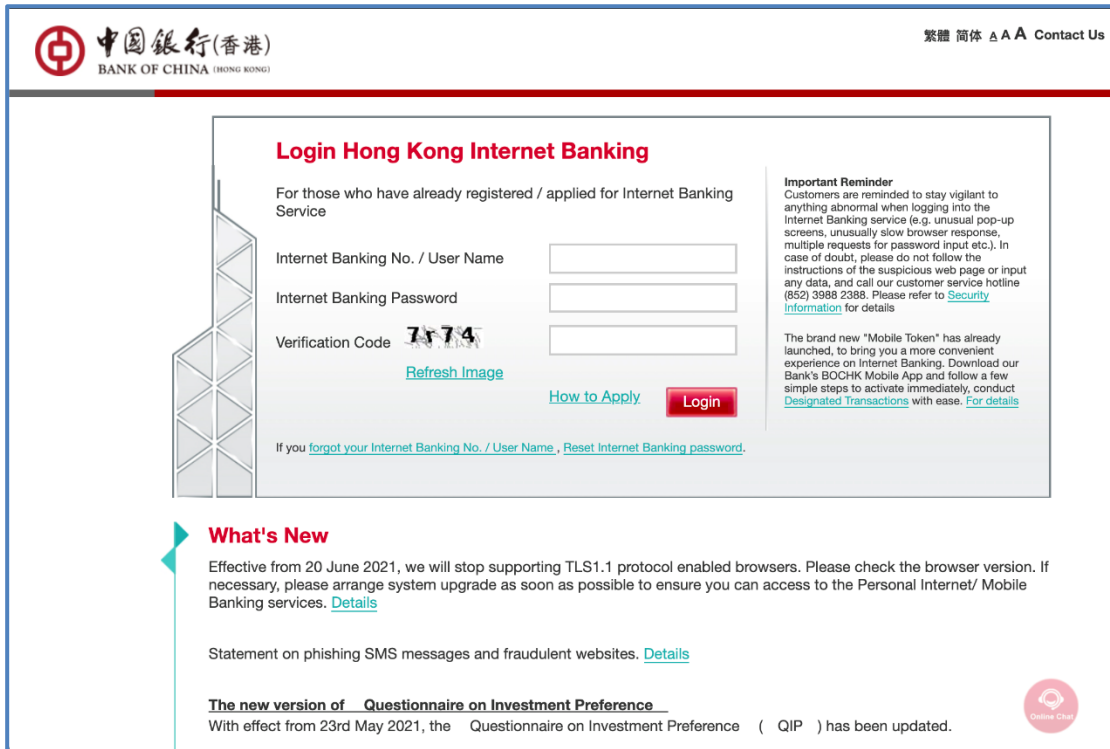 中國銀行(香港)
BANK OF CHINA (HONG KONG)
繁體 简体 A A A Contact Us
Login Hong Kong Internet Banking
For those who have already registered / applied for Internet Banking
Service
Internet Banking No. / User Name
Internet Banking Password
Verification Code 7r74
Refresh Image
How to Apply Login
If you forgot your Internet Banking No. / User Name , Reset Internet Banking password.
Important Reminder
Customers are reminded to stay vigilant to
anything abnormal when logging into the
Internet Banking service (e.g. unusual pop-up
screens, unusually slow browser response,
multiple requests for password input etc.). In
case of doubt, please do not follow the
instructions of the suspicious web page or input
any data, and call our customer service hotline
(852) 3988 2388. Please refer to Security
Information for details
The brand new "Mobile Token" has already
launched, to bring you a more convenient
experience on Internet Banking. Download our
Bank's BOCHK Mobile App and follow a few
simple steps to activate immediately, conduct
Designated Transactions with ease. For details
What's New
Effective from 20 June 2021, we will stop supporting TLS1.1 protocol enabled browsers. Please check the browser version. If
necessary, please arrange system upgrade as soon as possible to ensure you can access to the Personal Internet/ Mobile
Banking services. Details
Statement on phishing SMS messages and fraudulent websites. Details
The new version of Questionnaire on Investment Preference
With effect from 23rd May 2021, the Questionnaire on Investment Preference ( QIP ) has been updated.
Online Chat